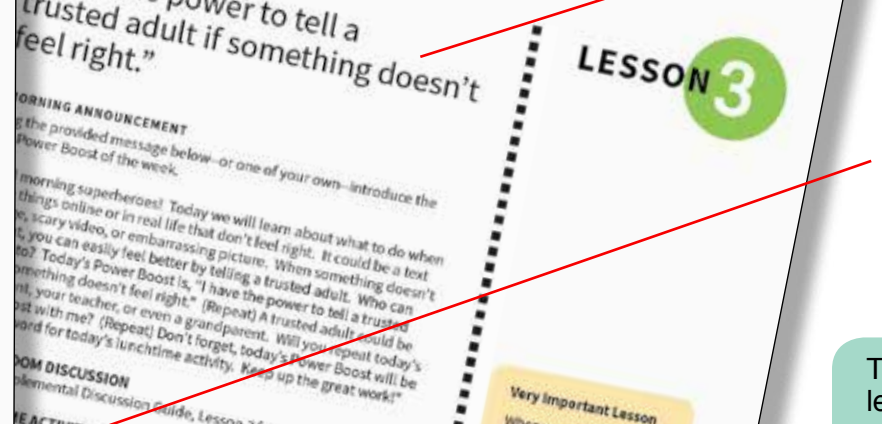 power to tell a
trusted adult if something doesn't
feel right."
LESSON 3
MORNING ANNOUNCEMENT
the provided message below—or one of your own—introduce the
Power Boost of the week.
morning superheroes! Today we will learn about what to do when
things online or in real life that don't feel right. It could be a text
scary video, or embarrassing picture. When something doesn't
you can easily feel better by telling a trusted adult. Who can
to? Today's Power Boost is, "I have the power to tell a trusted
something doesn't feel right." (Repeat) A trusted adult could be
your teacher, or even a grandparent. Will you repeat today's
with me? (Repeat) Don't forget, today's Power Boost will be
word for today's lunchtime activity. Keep up the great work!"
DISCUSSION
Discussion Guide, Lesson
Very Important Lesson